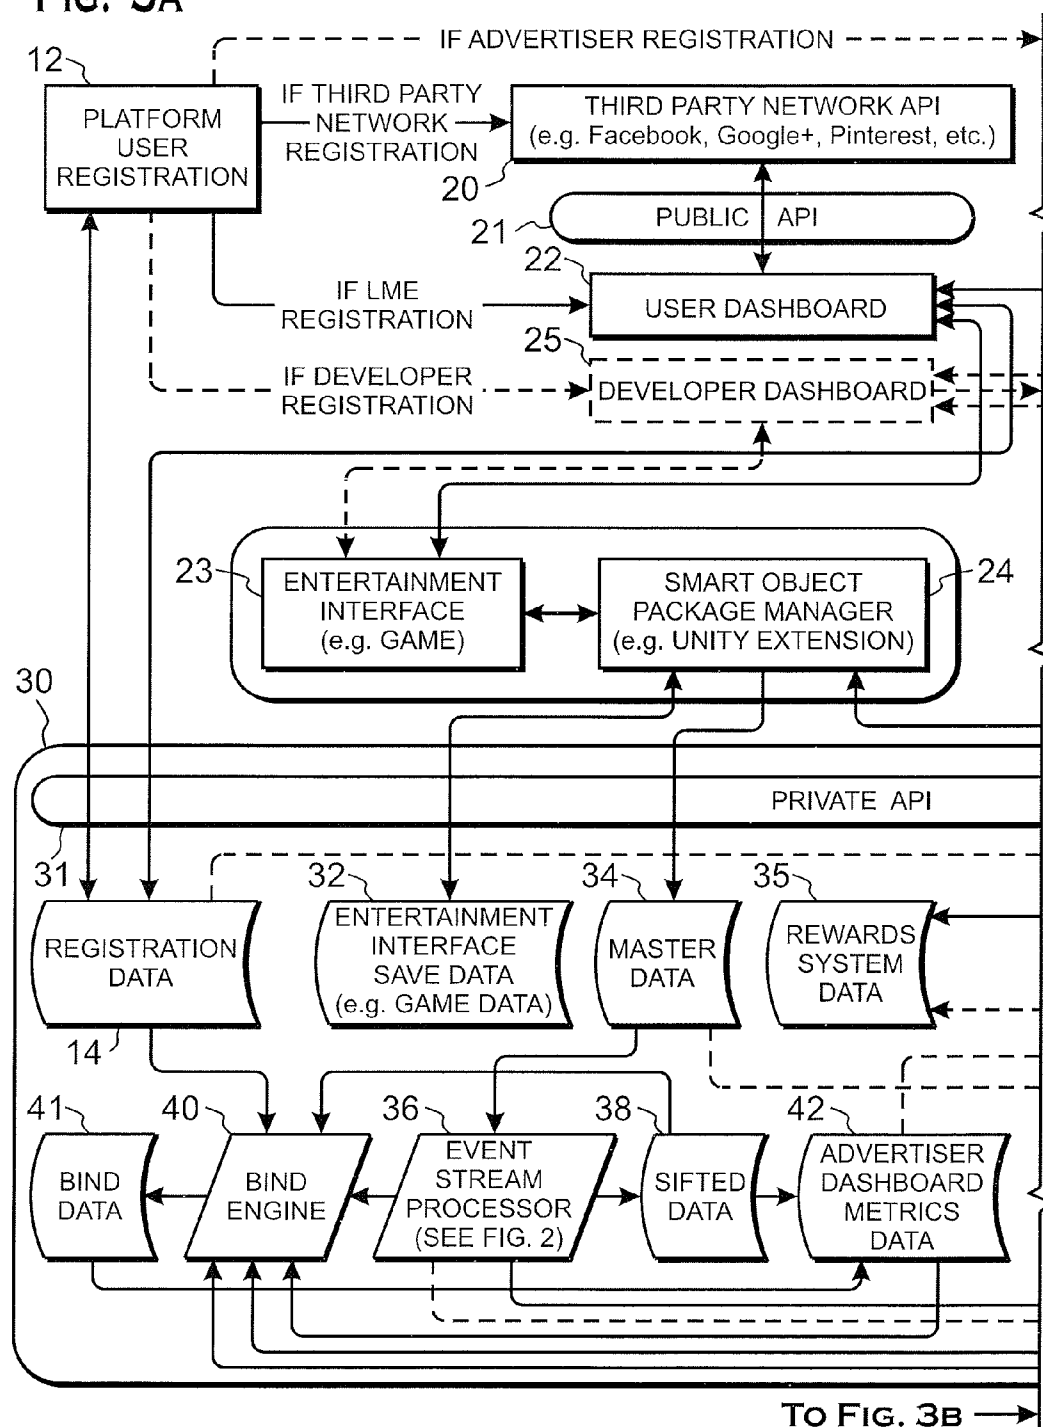 FIG. 3A
IF ADVERTISER REGISTRATION
12
PLATFORM
USER
REGISTRATION
IF THIRD PARTY
NETWORK
REGISTRATION
THIRD PARTY NETWORK API
(e.g. Facebook, Google+, Pinterest, etc.)
20
PUBLIC API
21
22
IF LME
REGISTRATION
USER DASHBOARD
25
IF DEVELOPER
REGISTRATION
DEVELOPER DASHBOARD
23
ENTERTAINMENT
INTERFACE
(e.g. GAME)
SMART OBJECT
PACKAGE MANAGER
(e.g. UNITY EXTENSION)
24
30
PRIVATE API
31
32
34
35
REGISTRATION
DATA
ENTERTAINMENT
INTERFACE
SAVE DATA
(e.g. GAME DATA)
MASTER
DATA
REWARDS
SYSTEM
DATA
14
41
40
36
38
42
BIND
DATA
BIND
ENGINE
EVENT
STREAM
PROCESSOR
(SEE FIG. 2)
SIFTED
DATA
ADVERTISER
DASHBOARD
METRICS
DATA
TO FIG. 3B